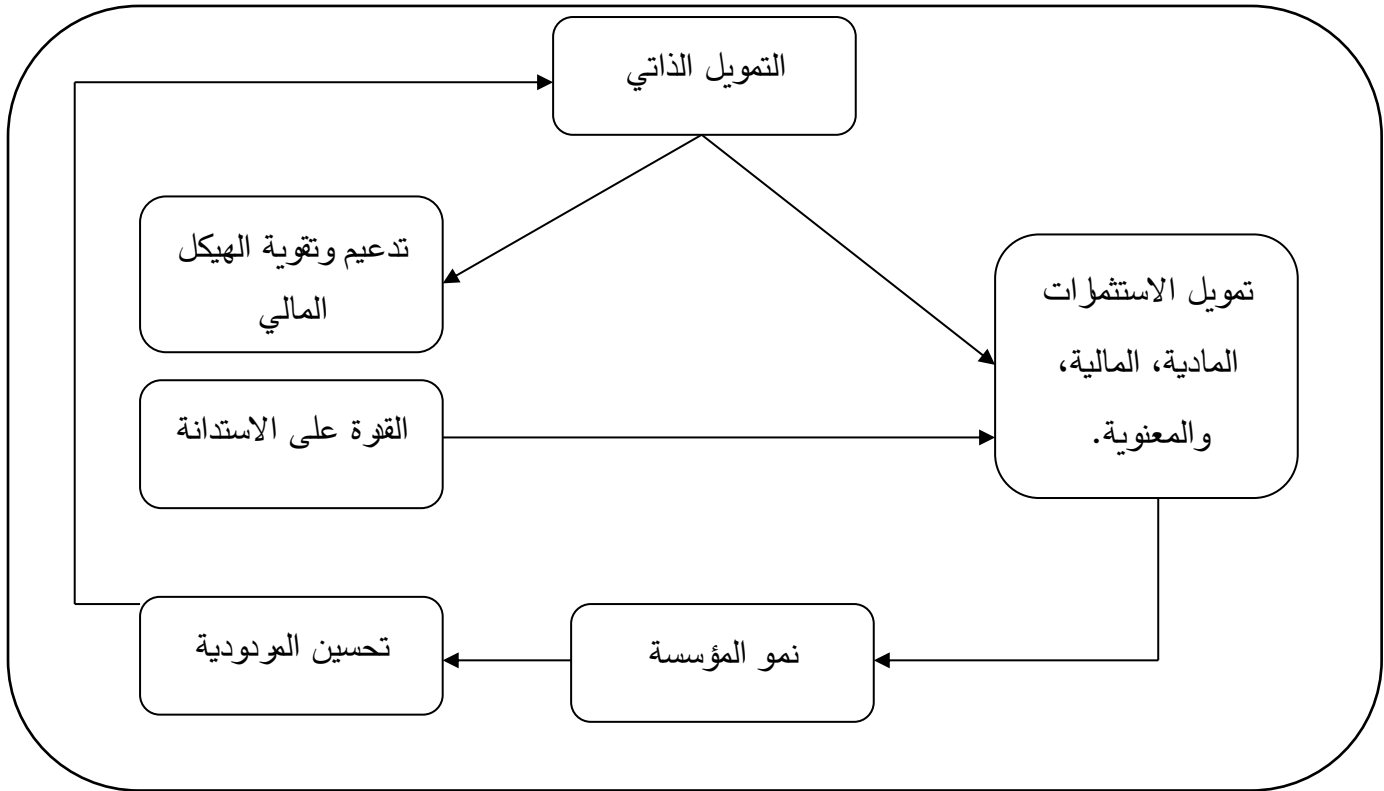 التمويل الذاتي
تدعيم وتقوية الهيكل
المالي
تمويل الاستثمارات
المادية، المالية،
والمعنوية.
القدرة على الاستدانة
تحسين المردودية
نمو المؤسسة